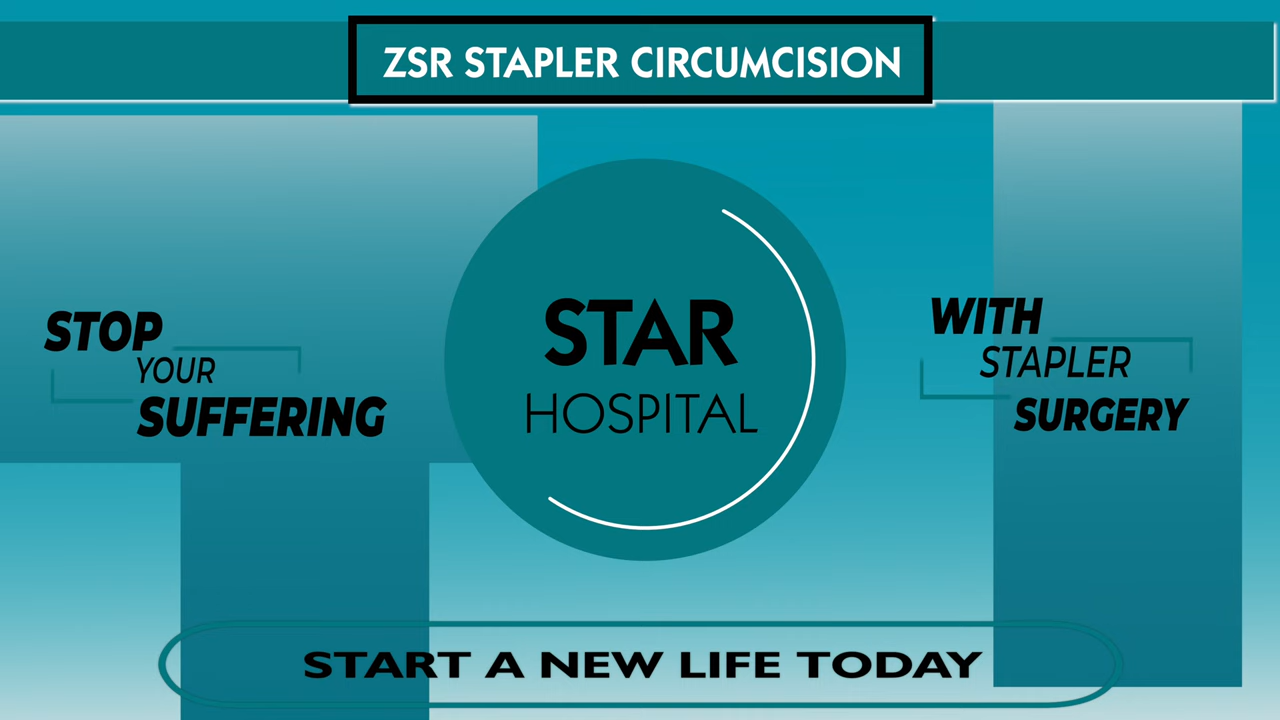 ZSR STAPLER CIRCUMCISION
STOP
YOUR
SUFFERING
STAR
HOSPITAL
WITH
STAPLER
SURGERY
START A NEW LIFE TODAY